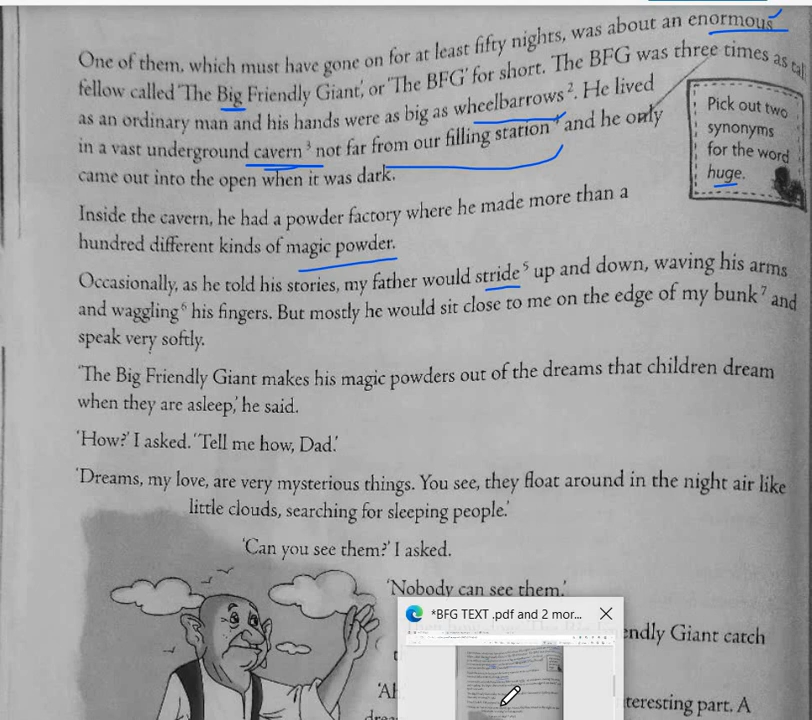 One of them, which must have gone on for at least fifty nights, was about an enormous
fellow called 'The Big Friendly Giant', or 'The BFG' for short. The BFG was three times as
as an ordinary man and his hands were as big as wheelbarrows². He lived
in a vast underground cavern³ not far from our filling station⁴ and he only
came out into the open when it was dark.
Pick out two
synonyms
for the word
huge.
Inside the cavern, he had a powder factory where he made more than a
hundred different kinds of magic powder.
Occasionally, as he told his stories, my father would stride⁵ up and down, waving his arms
and waggling⁶ his fingers. But mostly he would sit close to me on the edge of my bunk⁷ and
speak very softly.
'The Big Friendly Giant makes his magic powders out of the dreams that children dream
when they are asleep,' he said.
'How?' I asked. 'Tell me how, Dad.'
'Dreams, my love, are very mysterious things. You see, they float around in the night air like
little clouds, searching for sleeping people.'
'Can you see them?' I asked.
'Nobody can see them.'
*BFG TEXT .pdf and 2 mor...
Giant catch
part. A